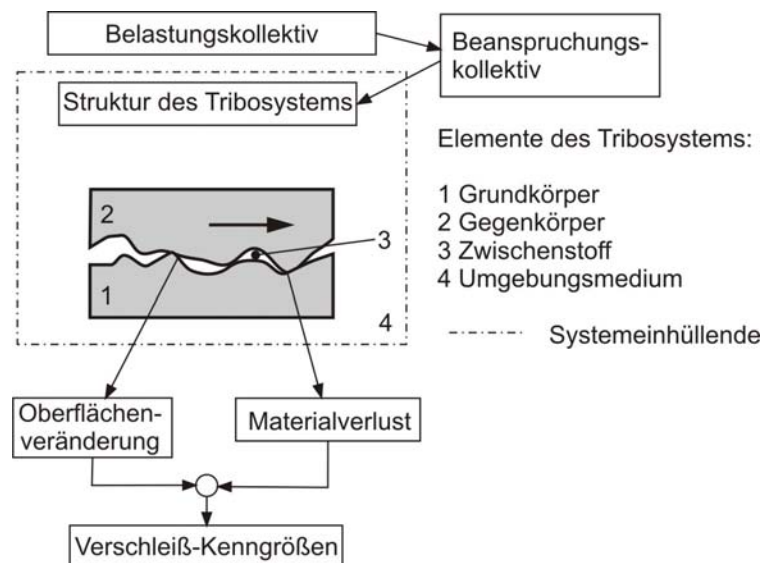 Belastungskollektiv
Beanspruchungs-
kollektiv
Struktur des Tribosystems
Elemente des Tribosystems:
1 Grundkörper
2 Gegenkörper
3 Zwischenstoff
4 Umgebungsmedium
Systemeinhüllende
2
3
1
4
Oberflächen-
veränderung
Materialverlust
Verschleiß-Kenngrößen